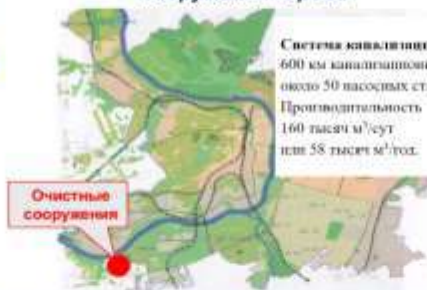 Система канализаци
600 км канализацион
около 50 насосных ст
Производительность
160 тысяч м³/сут
или 58 тысяч м³/год.
Очистные
сооружения